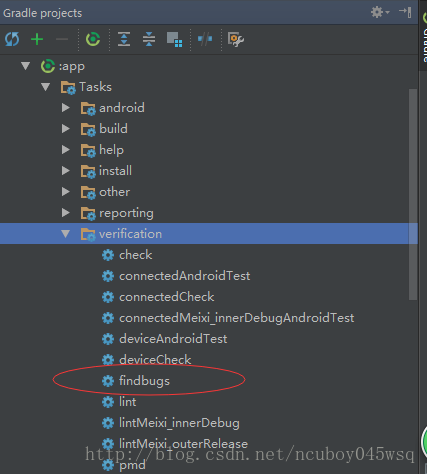 Gradle projects
:app
Tasks
android
build
help
install
other
reporting
verification
check
connectedAndroidTest
connectedCheck
connectedMeixi_innerDebugAndroidTest
deviceAndroidTest
deviceCheck
findbugs
lint
lintMeixi_innerDebug
lintMeixi_outerRelease
http://blog.csdn.net/ncuboy045wsq
pmd